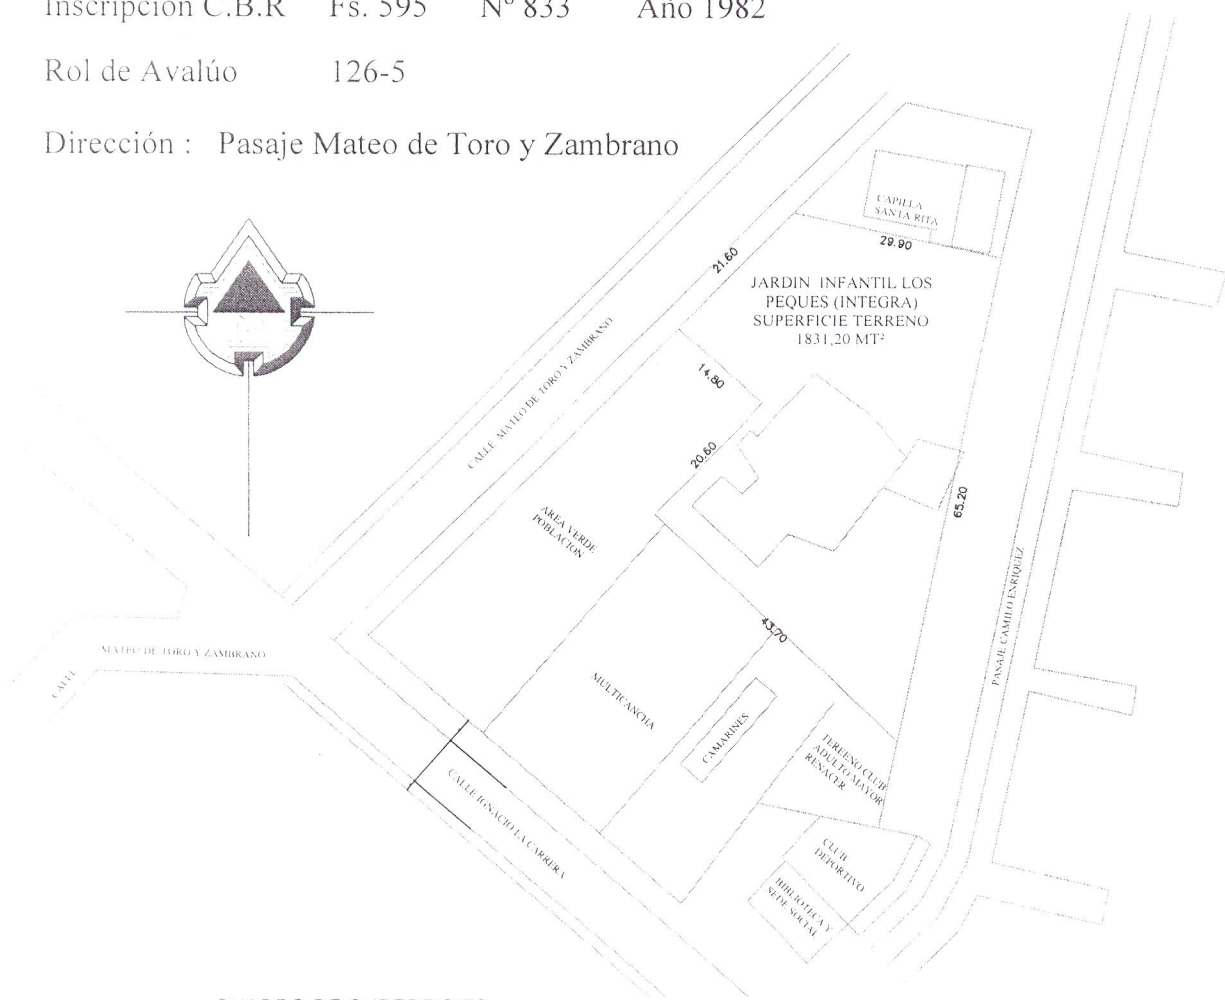 Inscripción C.B.R Fs. 595 Nº 833 Año 1982
Rol de Avalúo 126-5
Dirección : Pasaje Mateo de Toro y Zambrano
CAPILLA
SANTA RITA
29.90
21.60
JARDIN INFANTIL LOS
PEQUES (INTEGRA)
SUPERFICIE TERRENO
1831,20 MT²
CALLE MATEO DE TORO Y ZAMBRANO
14.80
20.60
65.20
AREA VERDE
POBLACION
PASAJE CAMILO ENRIQUEZ
43.70
MATEO DE TORO Y ZAMBRANO
CALLE
MULTICANCHA
CAMARINES
TEREENO CLUB
ADULTO MAYOR
RENACER
CALLE IGNACIO LA CARRERA
CLUB
DEPORTIVO
BIBLIOTECA Y
SEDE SOCIAL